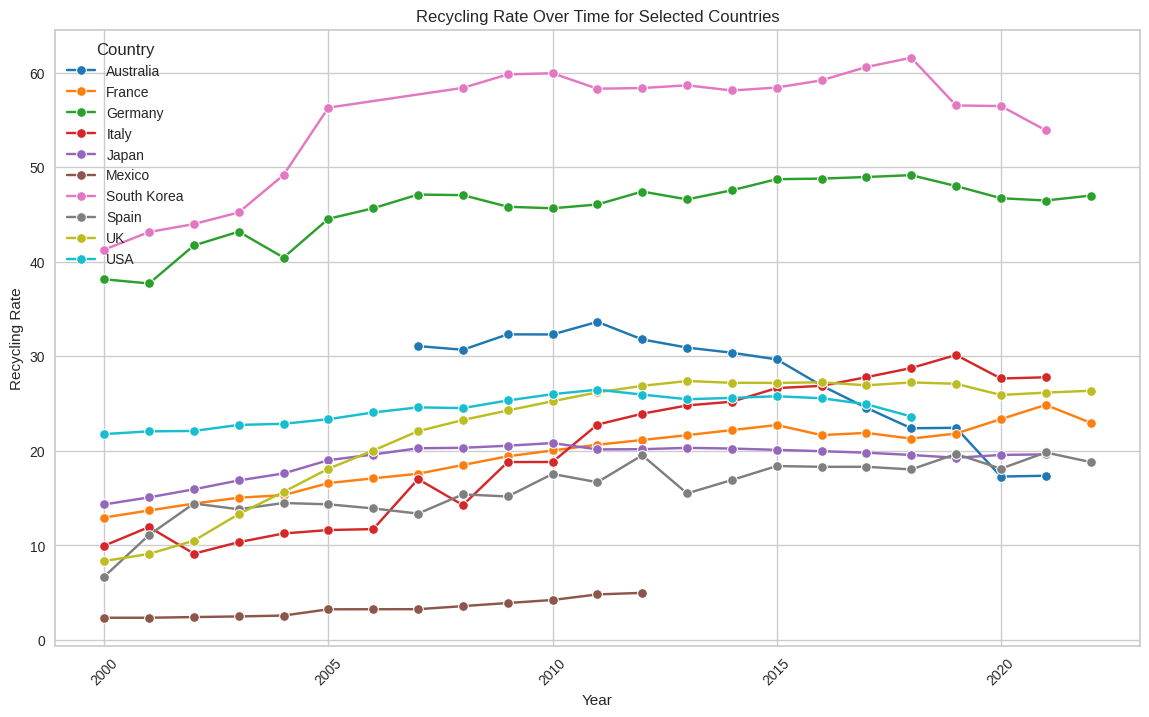 Recycling Rate Over Time for Selected Countries
Country
Australia
France
Germany
Italy
Japan
Mexico
South Korea
Spain
UK
USA
Recycling Rate
60
50
40
30
20
10
0
2000
2005
2010
2015
2020
Year